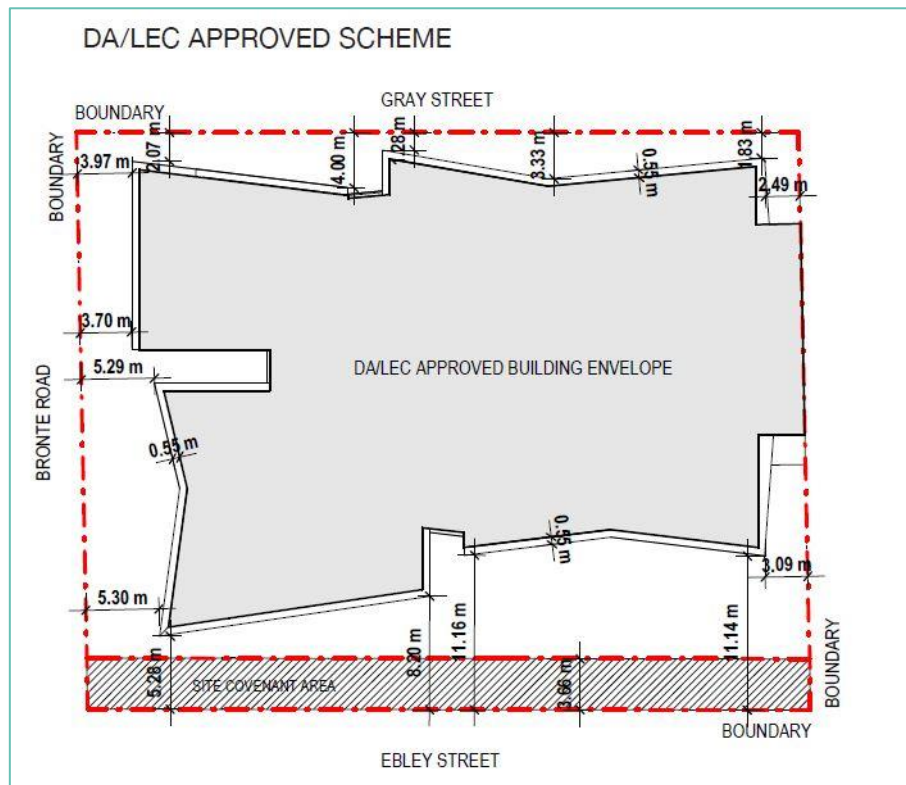 DA/LEC APPROVED SCHEME
GRAY STREET
BOUNDARY
BOUNDARY
3.97 m
2.07 m
4.00 m
.28 m
3.33 m
0.55 m
1.83 m
2.49 m
3.70 m
5.29 m
DA/LEC APPROVED BUILDING ENVELOPE
BRONTE ROAD
0.55 m
0.55 m
3.09 m
5.30 m
5.28 m
8.20 m
11.16 m
3.66 m
11.14 m
SITE COVENANT AREA
BOUNDARY
BOUNDARY
EBLEY STREET